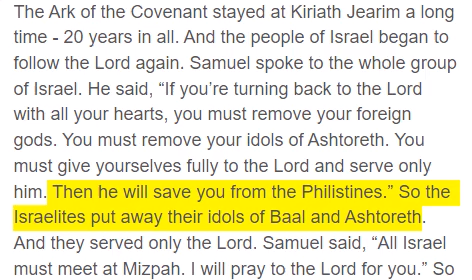 The Ark of the Covenant stayed at Kiriath Jearim a long
time - 20 years in all. And the people of Israel began to
follow the Lord again. Samuel spoke to the whole group
of Israel. He said, “If you’re turning back to the Lord
with all your hearts, you must remove your foreign
gods. You must remove your idols of Ashtoreth. You
must give yourselves fully to the Lord and serve only
him. Then he will save you from the Philistines.” So the
Israelites put away their idols of Baal and Ashtoreth.
And they served only the Lord. Samuel said, “All Israel
must meet at Mizpah. I will pray to the Lord for you.” So